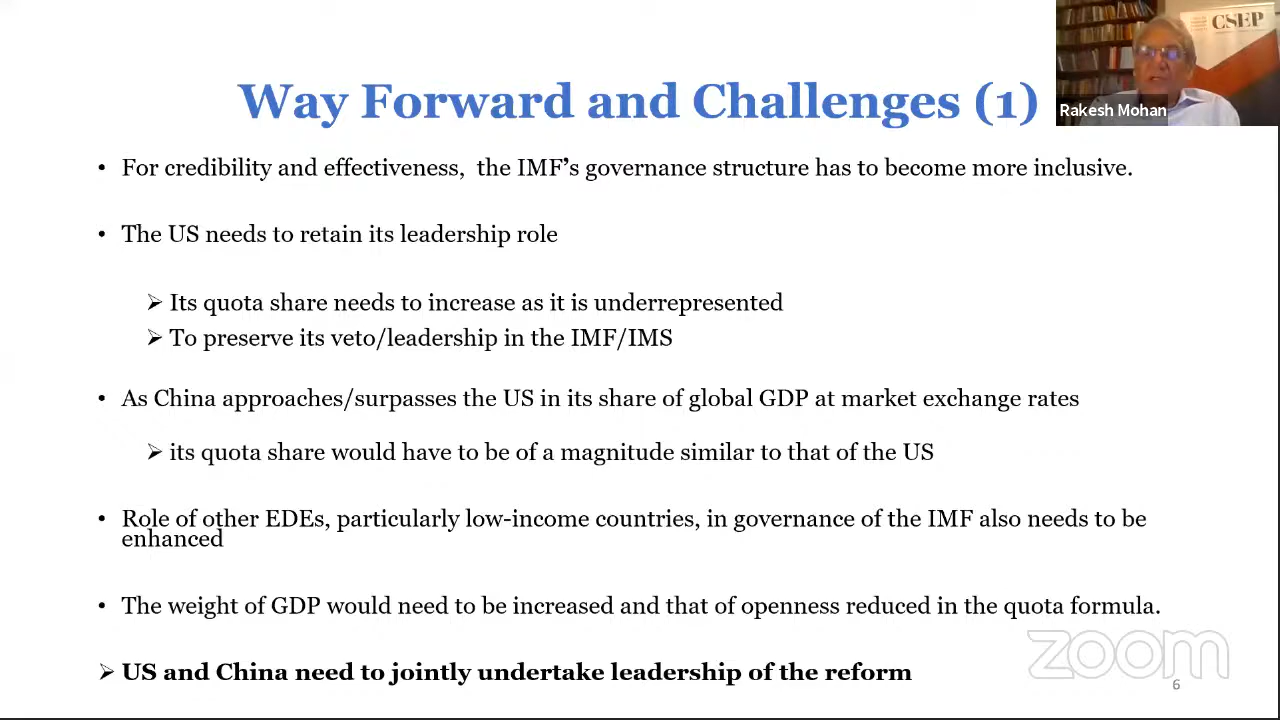 CSEP
Rakesh Mohan
Way Forward and Challenges (1)
• For credibility and effectiveness,  the IMF’s governance structure has to become more inclusive.
• The US needs to retain its leadership role
➢ Its quota share needs to increase as it is underrepresented
➢ To preserve its veto/leadership in the IMF/IMS
• As China approaches/surpasses the US in its share of global GDP at market exchange rates
➢ its quota share would have to be of a magnitude similar to that of the US
• Role of other EDEs, particularly low-income countries, in governance of the IMF also needs to be
enhanced
• The weight of GDP would need to be increased and that of openness reduced in the quota formula.
➢ US and China need to jointly undertake leadership of the reform
zoom
6